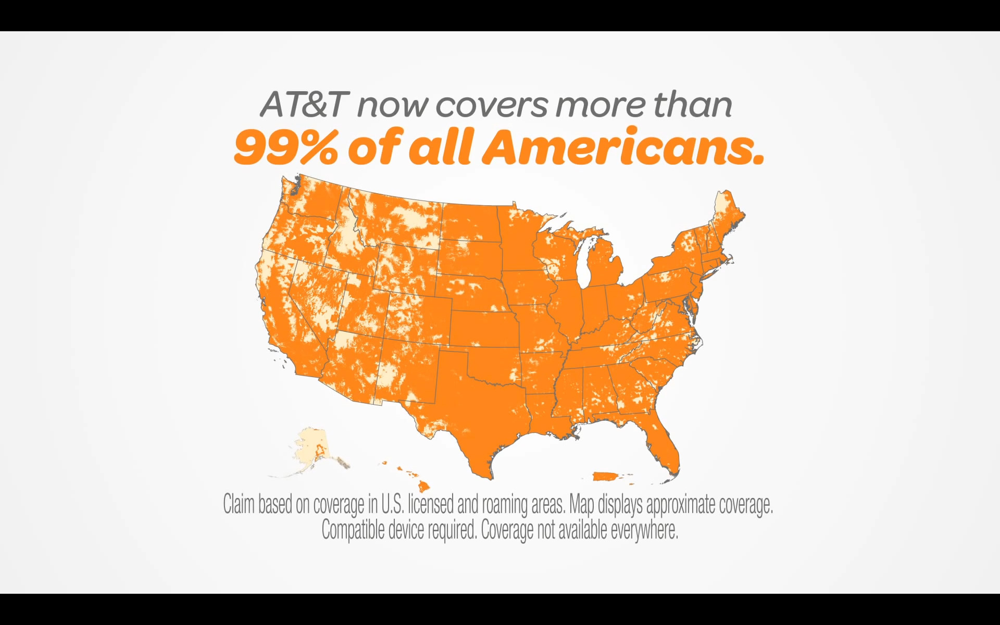 AT&T now covers more than
99% of all Americans.
Claim based on coverage in U.S. licensed and roaming areas. Map displays approximate coverage.
Compatible device required. Coverage not available everywhere.